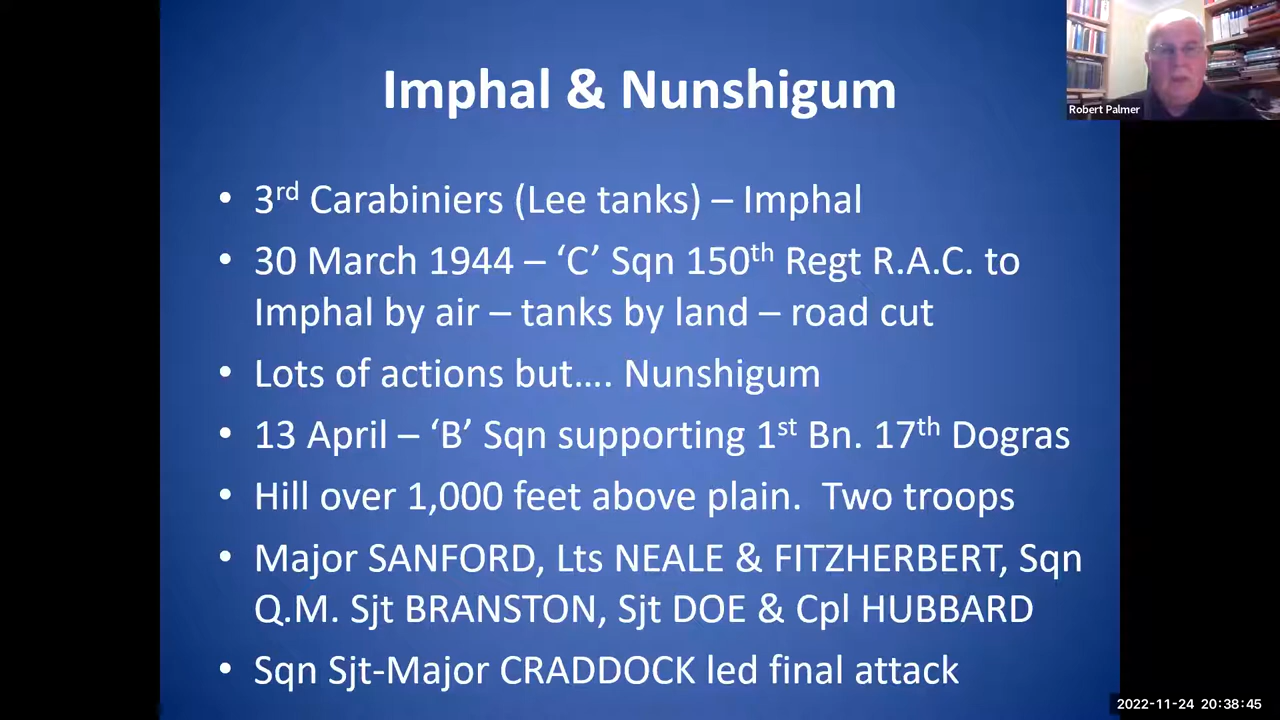 Imphal & Nunshigum
Robert Palmer
• 3rd Carabiniers (Lee tanks) – Imphal
• 30 March 1944 – ‘C’ Sqn 150th Regt R.A.C. to
Imphal by air – tanks by land – road cut
• Lots of actions but…. Nunshigum
• 13 April – ‘B’ Sqn supporting 1st Bn. 17th Dogras
• Hill over 1,000 feet above plain.  Two troops
• Major SANFORD, Lts NEALE & FITZHERBERT, Sqn
Q.M. Sjt BRANSTON, Sjt DOE & Cpl HUBBARD
• Sqn Sjt-Major CRADDOCK led final attack
2022-11-24 20:38:45